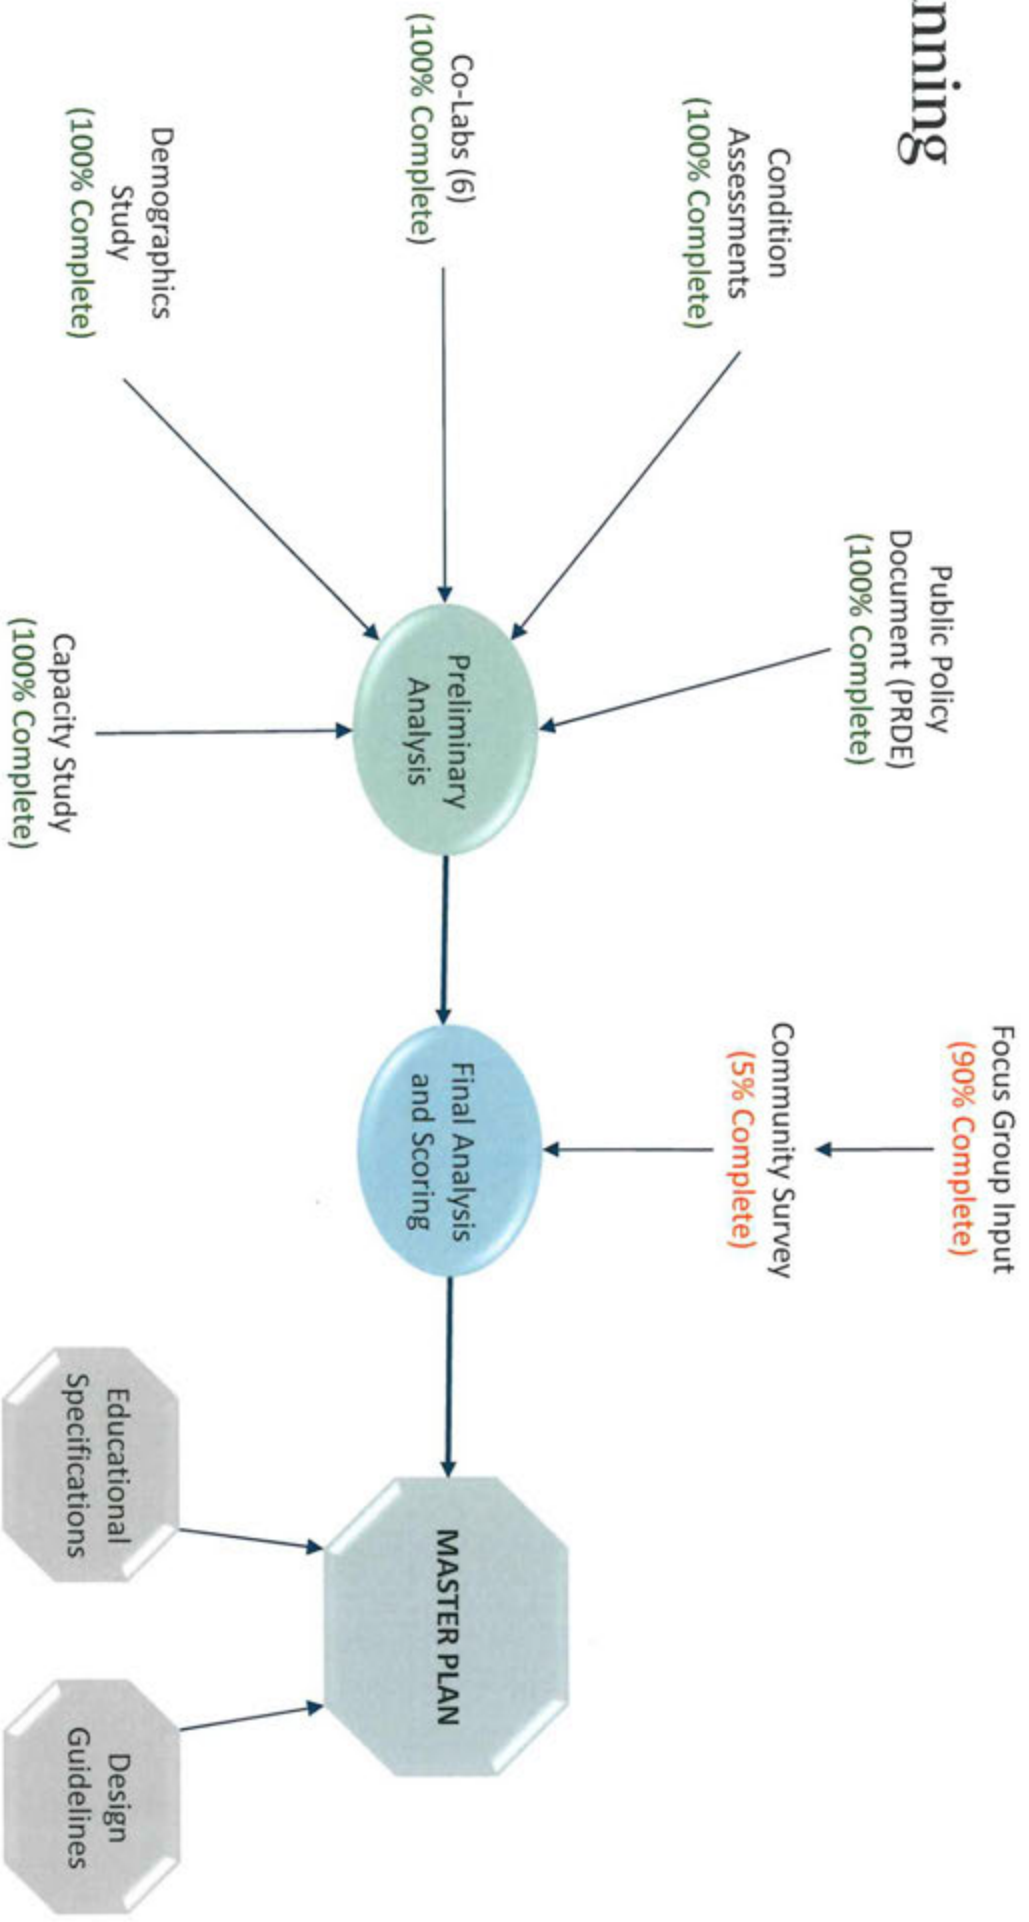 nning
Condition
Assessments
(100% Complete)
Public Policy
Document (PRDE)
(100% Complete)
Co-Labs (6)
(100% Complete)
Demographics
Study
(100% Complete)
Capacity Study
(100% Complete)
Preliminary
Analysis
Focus Group Input
(90% Complete)
Community Survey
(5% Complete)
Final Analysis
and Scoring
MASTER PLAN
Educational
Specifications
Design
Guidelines